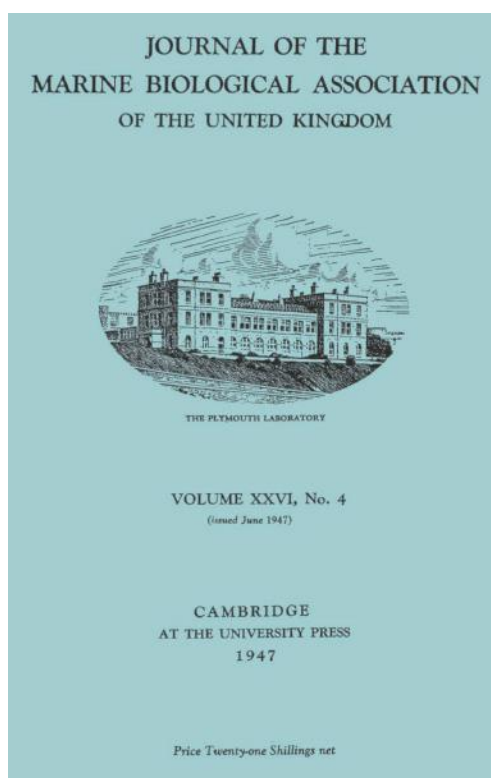 JOURNAL OF THE
MARINE BIOLOGICAL ASSOCIATION
OF THE UNITED KINGDOM
THE PLYMOUTH LABORATORY
VOLUME XXVI, No. 4
(issued June 1947)
CAMBRIDGE
AT THE UNIVERSITY PRESS
1947
Price Twenty-one Shillings net